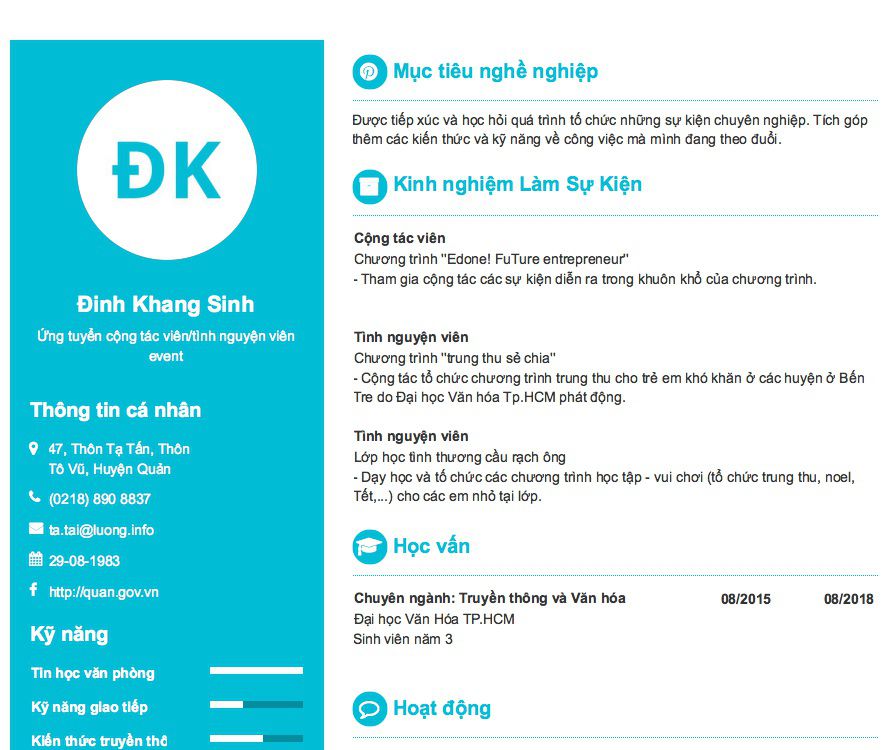 ĐK
Đinh Khang Sinh
Ứng tuyển cộng tác viên/tình nguyện viên
event
Thông tin cá nhân
47, Thôn Tạ Tấn, Thôn
Tô Vũ, Huyện Quản
(0218) 890 8837
ta.tai@luong.info
29-08-1983
http://quan.gov.vn
Kỹ năng
Tin học văn phòng
Kỹ năng giao tiếp
Kiến thức truyền thô
Mục tiêu nghề nghiệp
Được tiếp xúc và học hỏi quá trình tổ chức những sự kiện chuyên nghiệp. Tích góp
thêm các kiến thức và kỹ năng về công việc mà mình đang theo đuổi.
Kinh nghiệm Làm Sự Kiện
Cộng tác viên
Chương trình "Edone! FuTure entrepreneur"
- Tham gia cộng tác các sự kiện diễn ra trong khuôn khổ của chương trình.
Tình nguyện viên
Chương trình "trung thu sẻ chia"
- Cộng tác tổ chức chương trình trung thu cho trẻ em khó khăn ở các huyện ở Bến
Tre do Đại học Văn hóa Tp.HCM phát động.
Tình nguyện viên
Lớp học tình thương cầu rạch ông
- Dạy học và tổ chức các chương trình học tập - vui chơi (tổ chức trung thu, noel,
Tết,...) cho các em nhỏ tại lớp.
Học vấn
Chuyên ngành: Truyền thông và Văn hóa 08/2015 08/2018
Đại học Văn Hóa TP.HCM
Sinh viên năm 3
Hoạt động